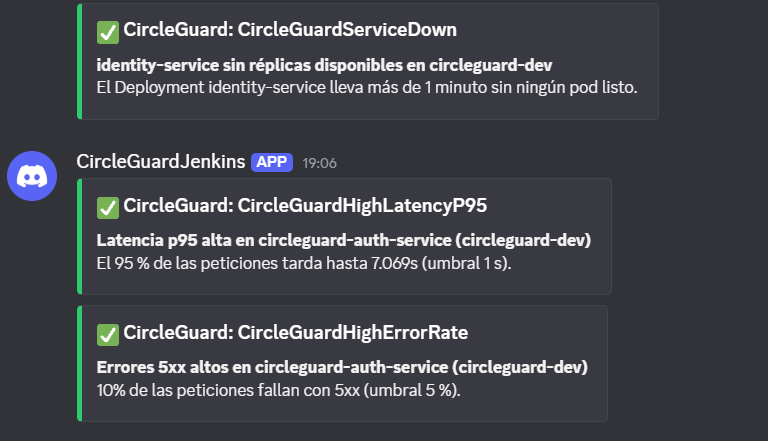 ✅ CircleGuard: CircleGuardServiceDown
identity-service sin réplicas disponibles en circleguard-dev
El Deployment identity-service lleva más de 1 minuto sin ningún pod listo.
CircleGuardJenkins APP 19:06
✅ CircleGuard: CircleGuardHighLatencyP95
Latencia p95 alta en circleguard-auth-service (circleguard-dev)
El 95 % de las peticiones tarda hasta 7.069s (umbral 1 s).
✅ CircleGuard: CircleGuardHighErrorRate
Errores 5xx altos en circleguard-auth-service (circleguard-dev)
10% de las peticiones fallan con 5xx (umbral 5 %).